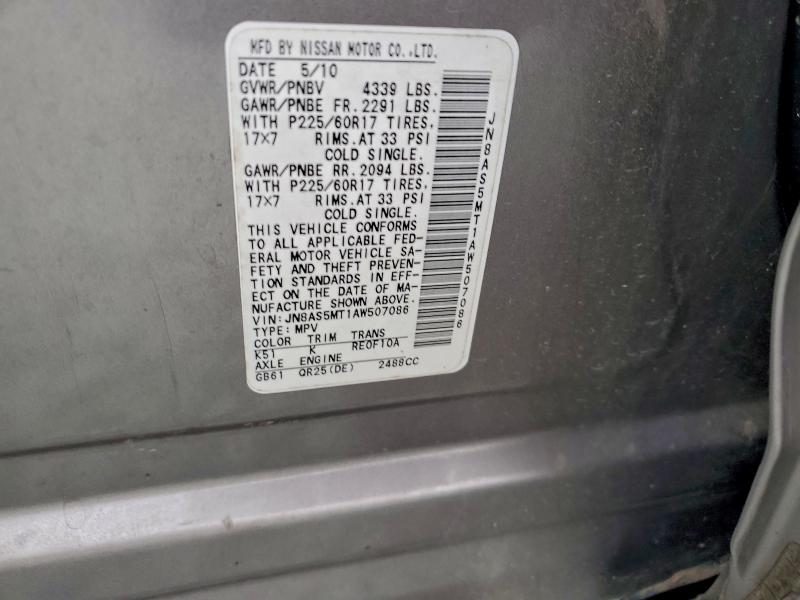 MFD BY NISSAN MOTOR CO.,LTD.
DATE 5/10
GVWR/PNBV 4339 LBS.
GAWR/PNBE FR. 2291 LBS.
WITH P225/60R17 TIRES,
17×7 RIMS.AT 33 PSI
COLD SINGLE.
GAWR/PNBE RR. 2094 LBS.
WITH P225/60R17 TIRES,
17×7 RIMS.AT 33 PSI
COLD SINGLE.
THIS VEHICLE CONFORMS
TO ALL APPLICABLE FED-
ERAL MOTOR VEHICLE SA-
FETY AND THEFT PREVEN-
TION STANDARDS IN EFF-
ECT ON THE DATE OF MA-
NUFACTURE SHOWN ABOVE.
VIN: JN8AS5MT1AW507086
TYPE: MPV
COLOR TRIM TRANS
K51 K RE0F10A
AXLE ENGINE
GB61 QR25(DE) 2488CC
JN8AS5MT1AW507086